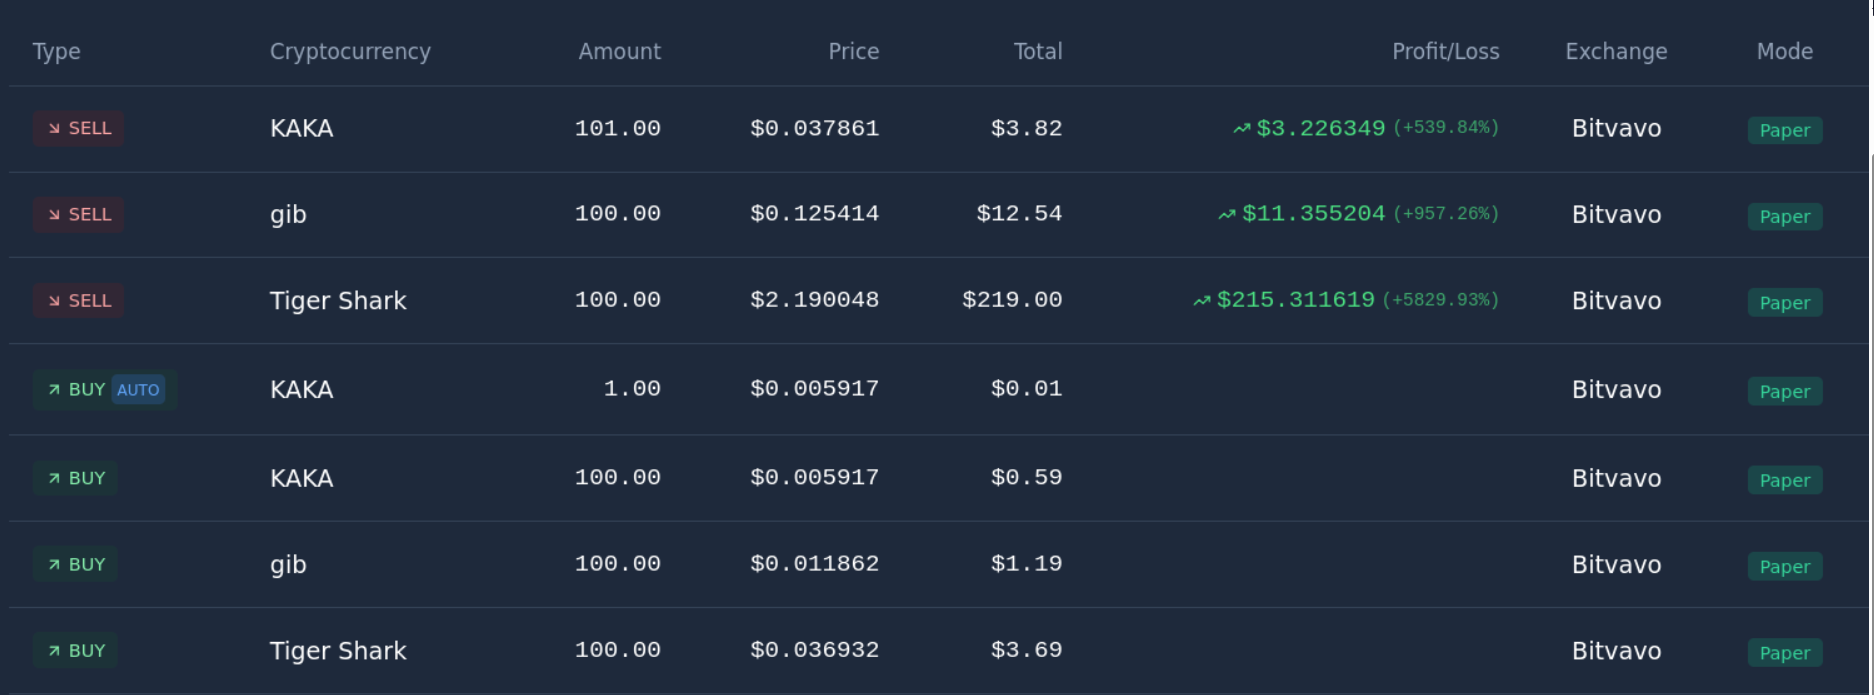 Type Cryptocurrency Amount Price Total Profit/Loss Exchange Mode
SELL KAKA 101.00 $0.037861 $3.82 $3.226349 (+539.84%) Bitvavo Paper
SELL gib 100.00 $0.125414 $12.54 $11.355204 (+957.26%) Bitvavo Paper
SELL Tiger Shark 100.00 $2.190048 $219.00 $215.311619 (+5829.93%) Bitvavo Paper
BUY AUTO KAKA 1.00 $0.005917 $0.01 Bitvavo Paper
BUY KAKA 100.00 $0.005917 $0.59 Bitvavo Paper
BUY gib 100.00 $0.011862 $1.19 Bitvavo Paper
BUY Tiger Shark 100.00 $0.036932 $3.69 Bitvavo Paper